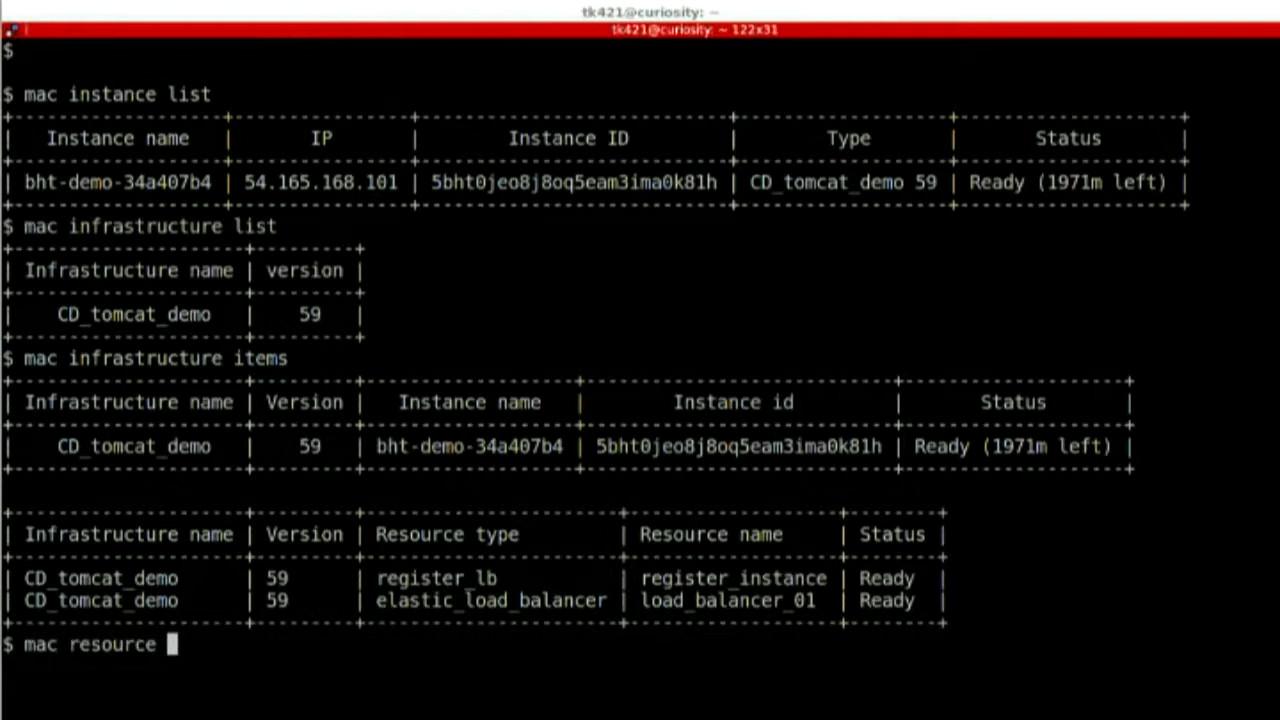 tk421@curiosity: ~
tk421@curiosity: ~ 122x31
$
$ mac instance list
| Instance name | IP | Instance ID | Type | Status |
| bht-demo-34a407b4 | 54.165.168.101 | 5bht0jeo8j8oq5eam3ima0k81h | CD_tomcat_demo 59 | Ready (1971m left) |
$ mac infrastructure list
| Infrastructure name | version |
| CD_tomcat_demo | 59 |
$ mac infrastructure items
| Infrastructure name | Version | Instance name | Instance id | Status |
| CD_tomcat_demo | 59 | bht-demo-34a407b4 | 5bht0jeo8j8oq5eam3ima0k81h | Ready (1971m left) |
| Infrastructure name | Version | Resource type | Resource name | Status |
| CD_tomcat_demo | 59 | register_lb | register_instance | Ready |
| CD_tomcat_demo | 59 | elastic_load_balancer | load_balancer_01 | Ready |
$ mac resource